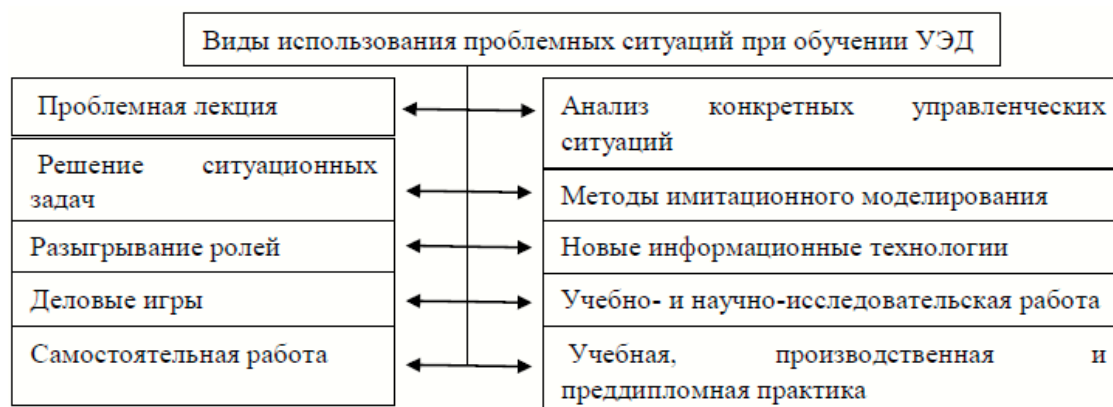 Виды использования проблемных ситуаций при обучении УЭД
Проблемная лекция
Анализ конкретных управленческих
ситуаций
Решение ситуационных
задач
Методы имитационного моделирования
Разыгрывание ролей
Новые информационные технологии
Деловые игры
Учебно- и научно-исследовательская работа
Самостоятельная работа
Учебная, производственная и
преддипломная практика